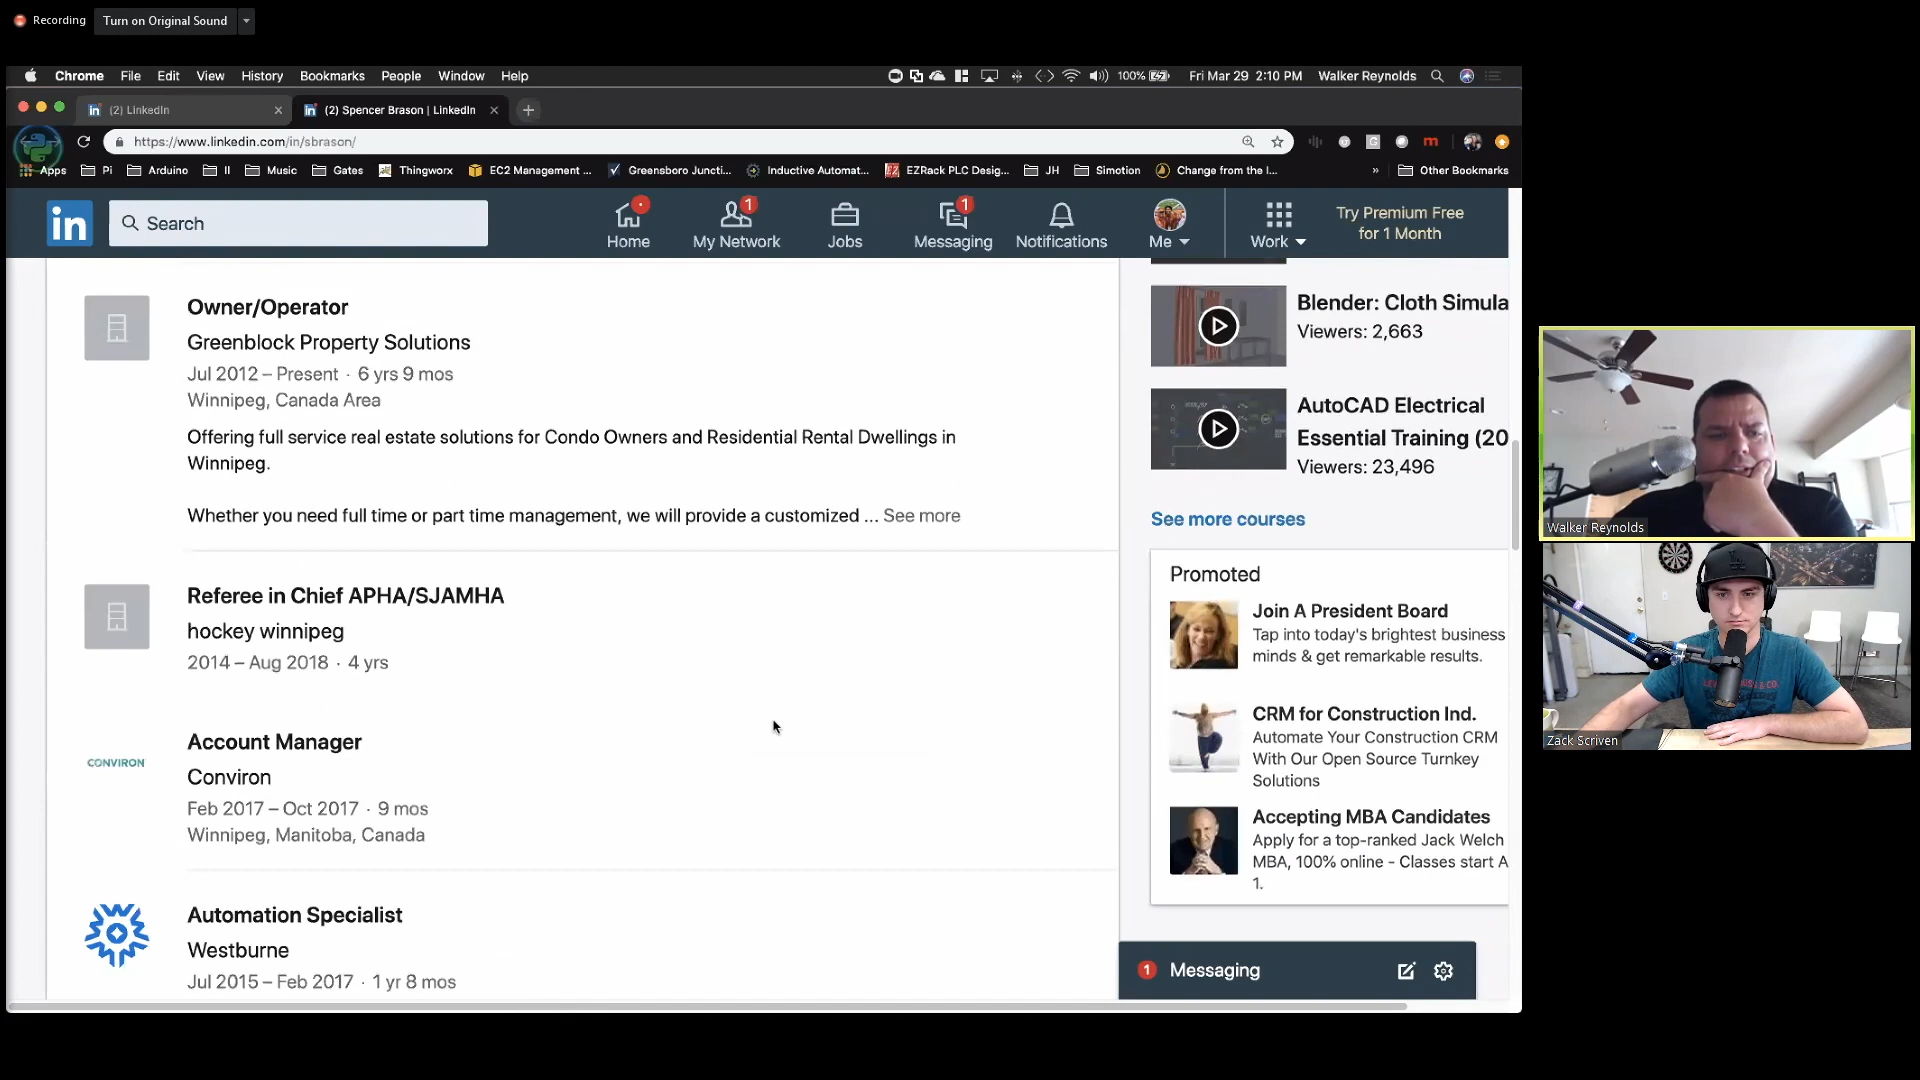 Recording
Turn on Original Sound
Chrome File Edit View History Bookmarks People Window Help
100%
Fri Mar 29 2:10 PM
Walker Reynolds
(2) LinkedIn
(2) Spencer Brason | LinkedIn
https://www.linkedin.com/in/sbrason/
Apps
Pi
Arduino
II
Music
Gates
Thingworx
EC2 Management ...
Greensboro Juncti...
Inductive Automat...
EZRack PLC Desig...
JH
Simotion
Change from the I...
»
Other Bookmarks
in
Search
Home
1
My Network
Jobs
1
Messaging
Notifications
Me
Work
Try Premium Free
for 1 Month
Owner/Operator
Greenblock Property Solutions
Jul 2012 – Present · 6 yrs 9 mos
Winnipeg, Canada Area
Offering full service real estate solutions for Condo Owners and Residential Rental Dwellings in
Winnipeg.
Whether you need full time or part time management, we will provide a customized ... See more
Referee in Chief APHA/SJAMHA
hockey winnipeg
2014 – Aug 2018 · 4 yrs
CONVIRON
Account Manager
Conviron
Feb 2017 – Oct 2017 · 9 mos
Winnipeg, Manitoba, Canada
Automation Specialist
Westburne
Jul 2015 – Feb 2017 · 1 yr 8 mos
Blender: Cloth Simula
Viewers: 2,663
AutoCAD Electrical
Essential Training (20
Viewers: 23,496
See more courses
Promoted
Join A President Board
Tap into today's brightest business
minds & get remarkable results.
CRM for Construction Ind.
Automate Your Construction CRM
With Our Open Source Turnkey
Solutions
Accepting MBA Candidates
Apply for a top-ranked Jack Welch
MBA, 100% online - Classes start A
1.
1
Messaging
Walker Reynolds
Zack Scriven